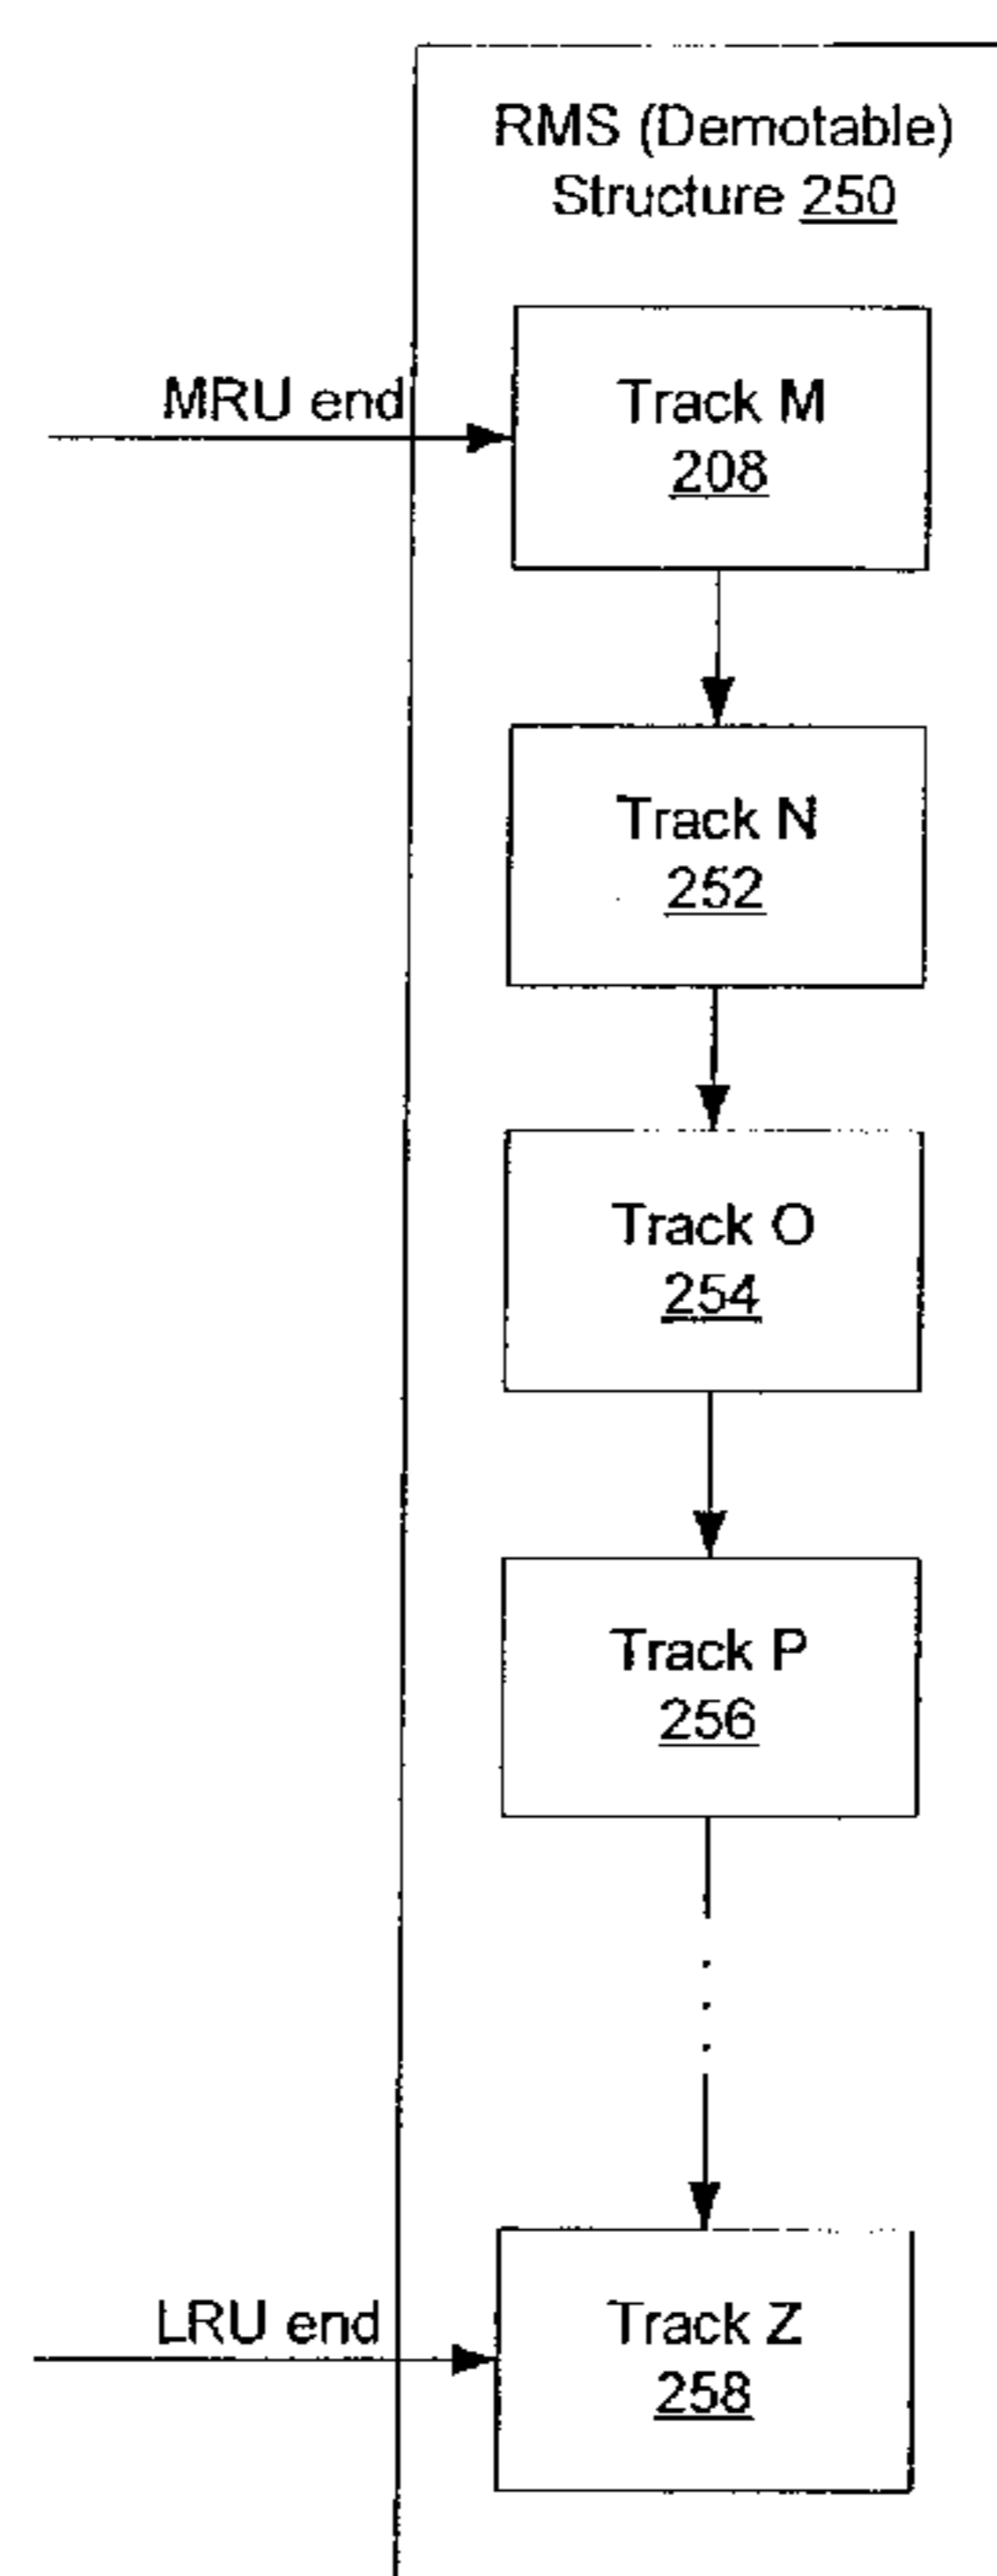 RMS (Demotable)
Structure 250
MRU end
Track M
208
Track N
252
Track O
254
Track P
256
LRU end
Track Z
258